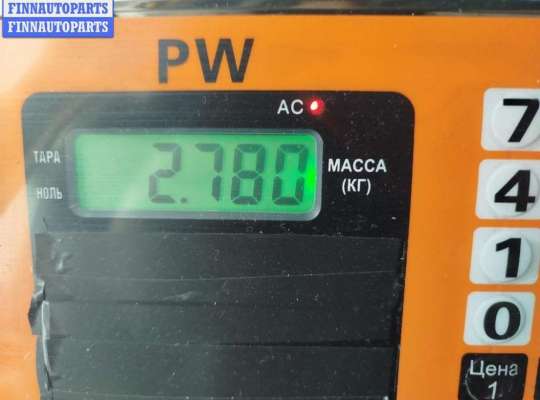 FINNAUTOPARTS
FINNAUTOPARTS
PW
AC
ТАРА
НОЛЬ
2.780
МАССА
(КГ)
7
4
1
0
Цена
1